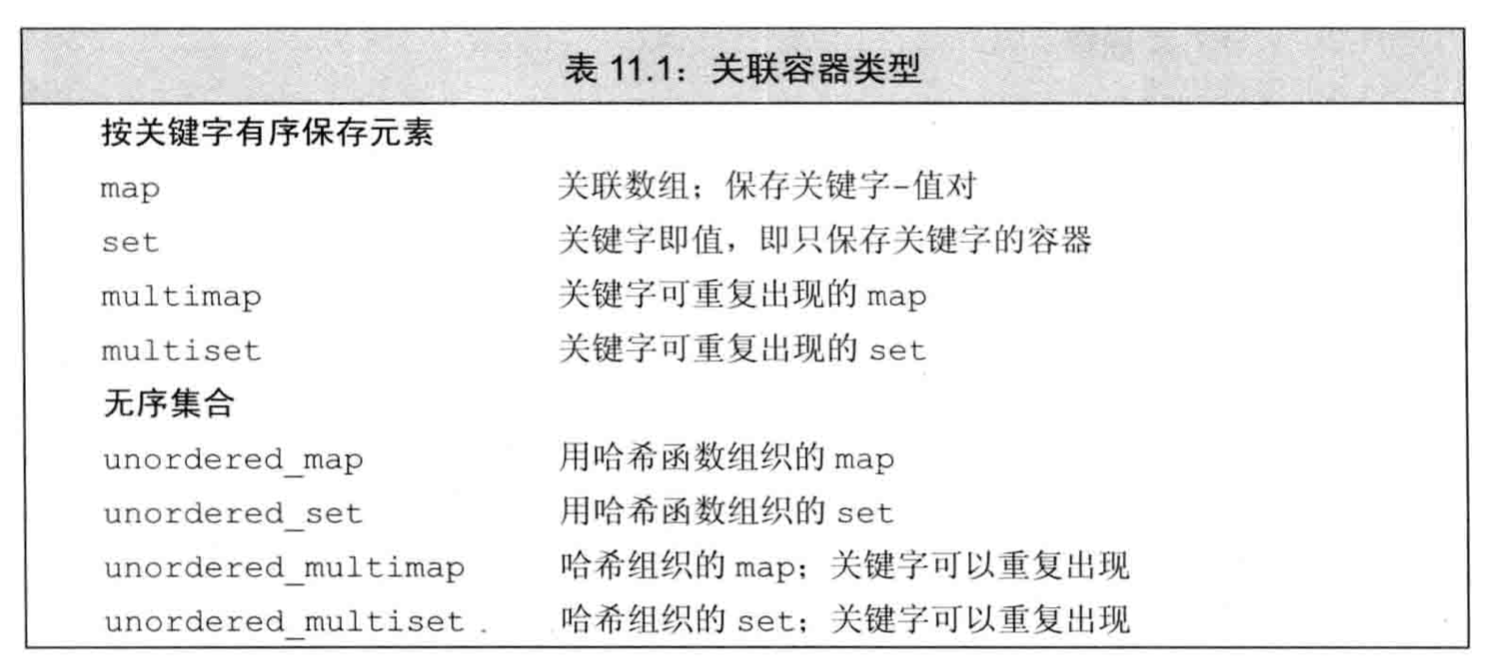 表 11.1：关联容器类型
按关键字有序保存元素
map 关联数组；保存关键字-值对
set 关键字即值，即只保存关键字的容器
multimap 关键字可重复出现的 map
multiset 关键字可重复出现的 set
无序集合
unordered_map 用哈希函数组织的 map
unordered_set 用哈希函数组织的 set
unordered_multimap 哈希组织的 map；关键字可以重复出现
unordered_multiset 哈希组织的 set；关键字可以重复出现